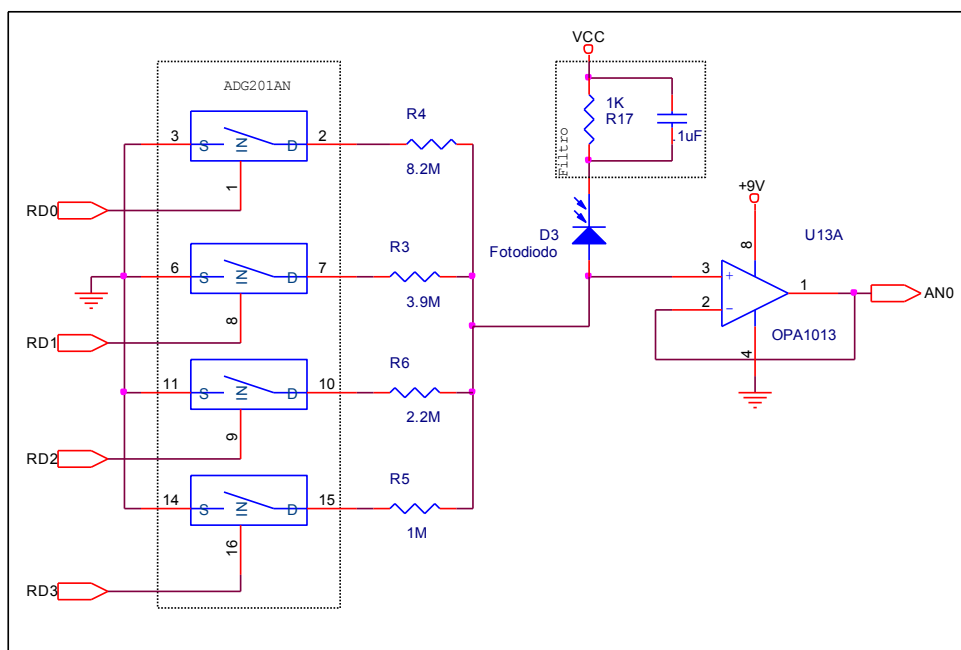 VCC
ADG201AN
1K
R17
.1uF
Filtro
3 S IN D 2
1
R4
8.2M
RD0
+9V
8
U13A
D3
Fotodiodo
6 S IN D 7
8
R3
3.9M
3 +
2 -
1
AN0
4
OPA1013
RD1
11 S IN D 10
9
R6
2.2M
RD2
14 S IN D 15
16
R5
1M
RD3